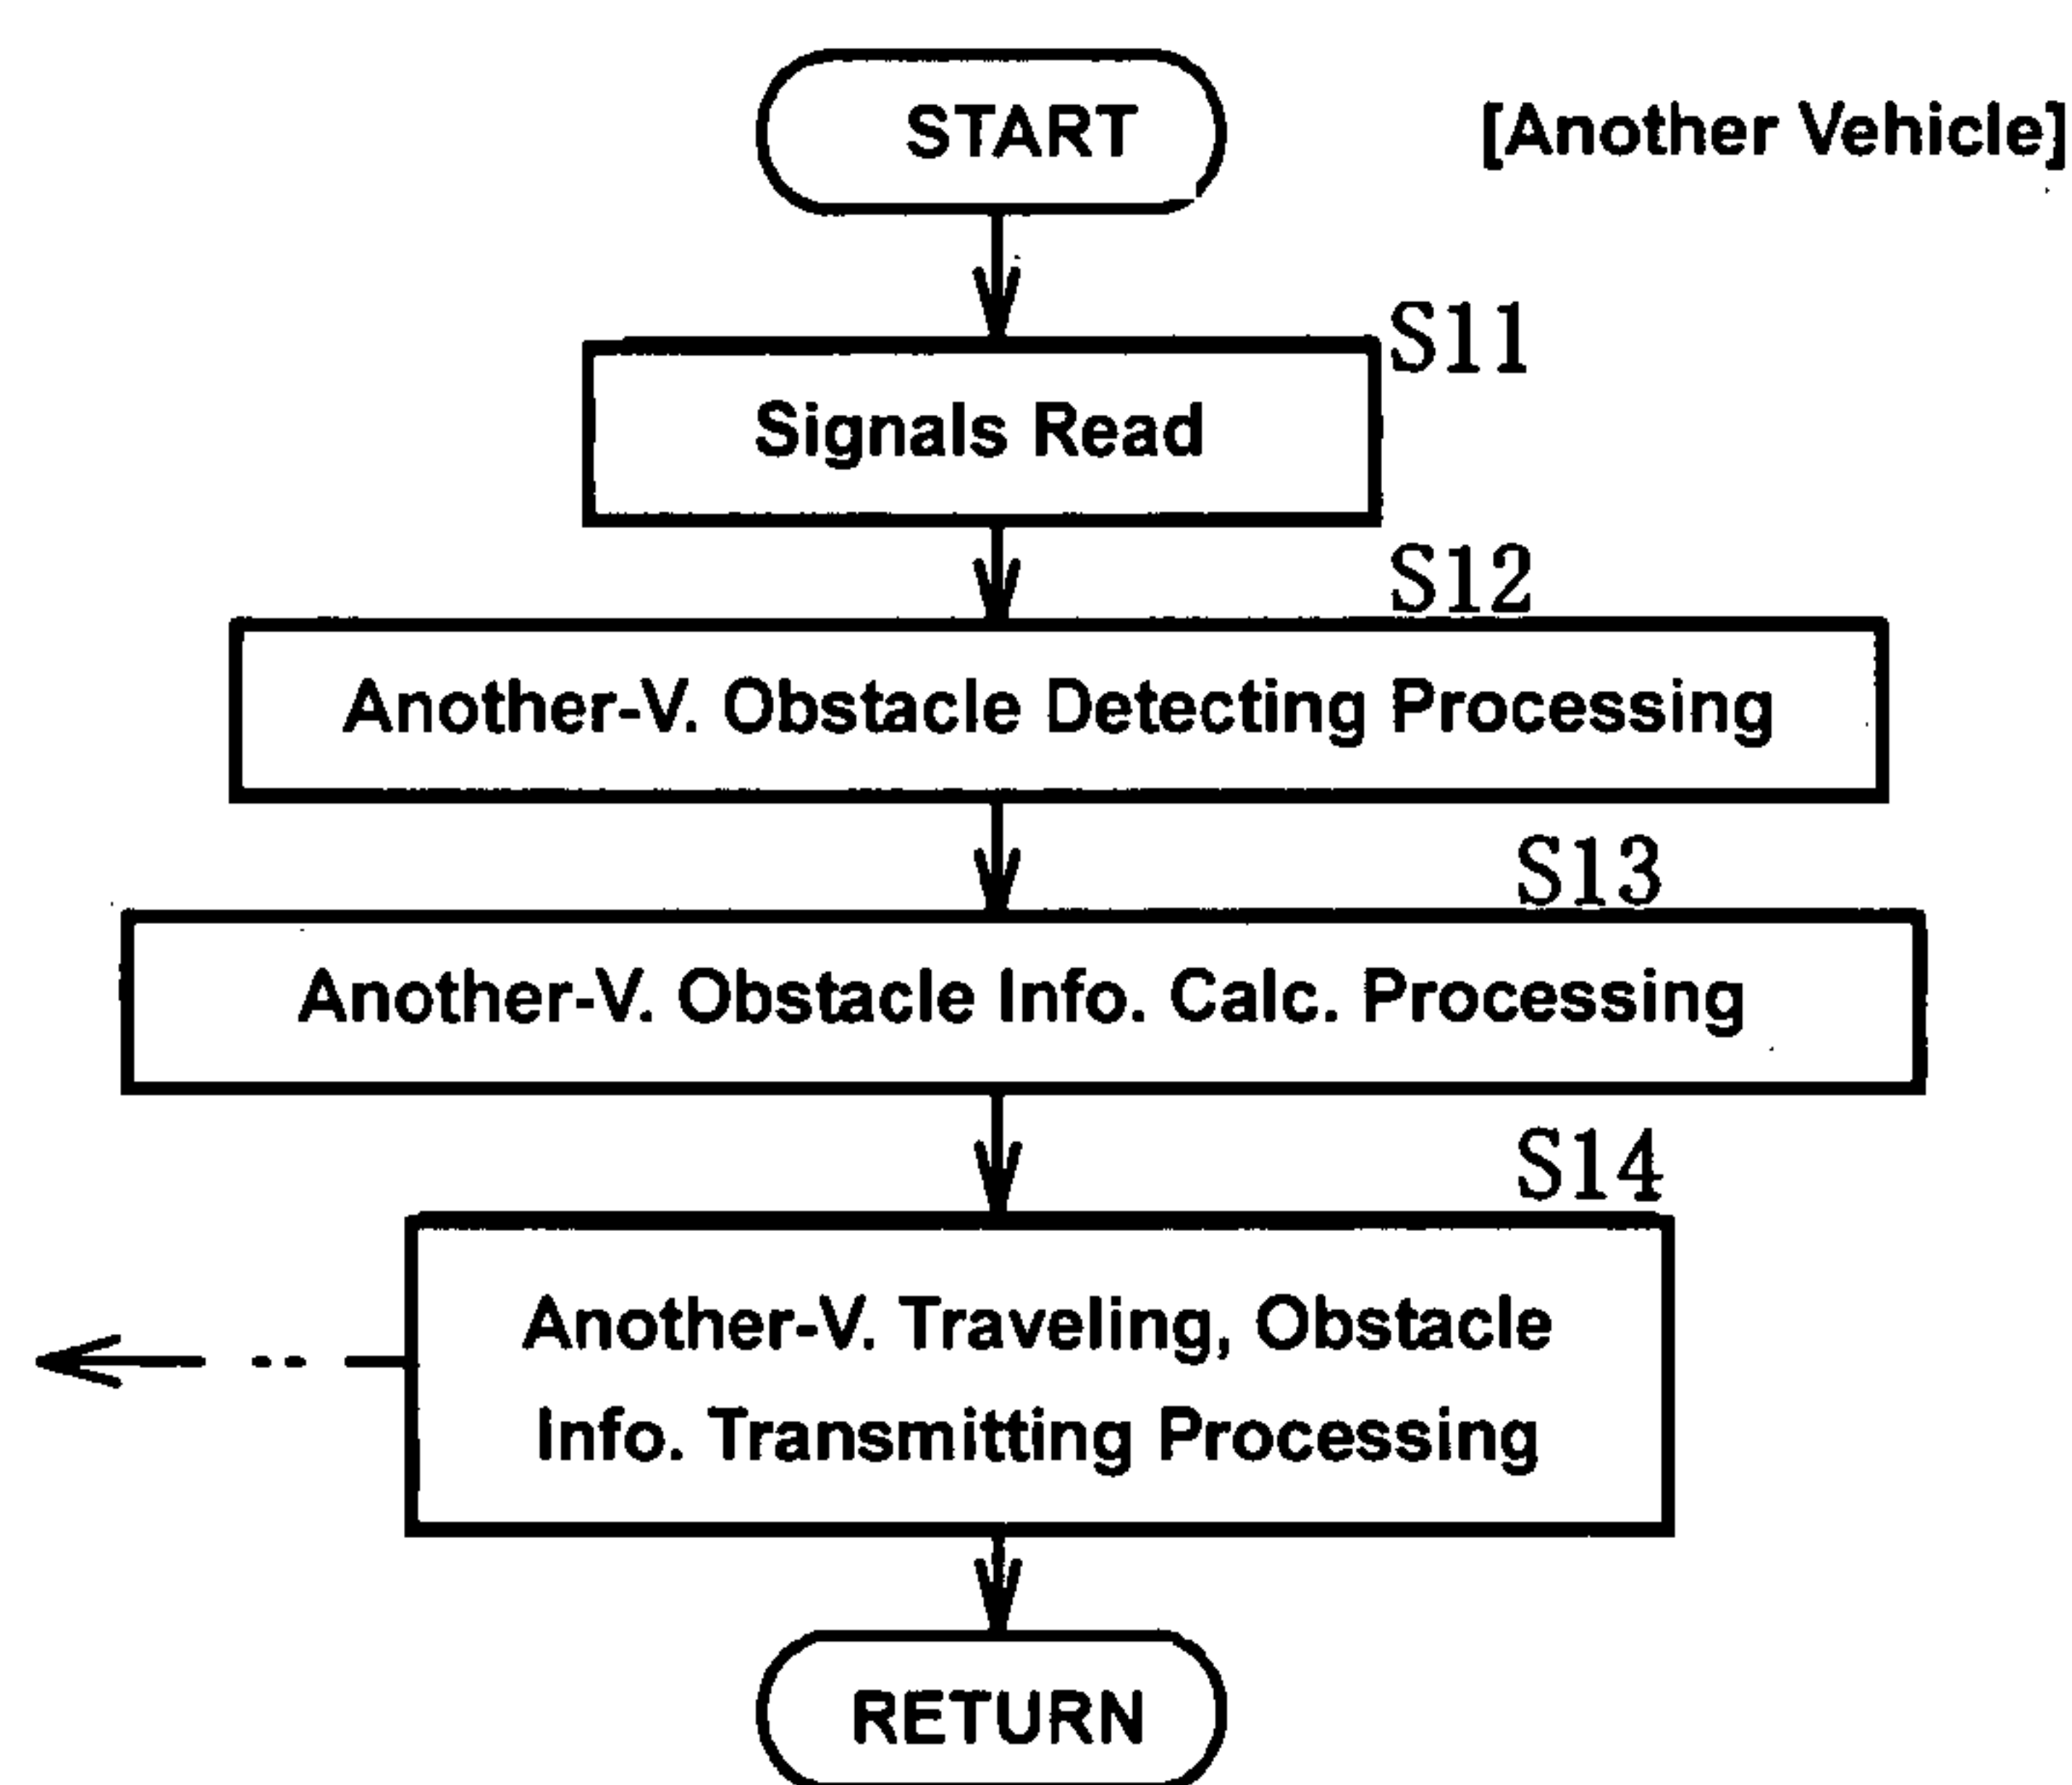 START
[Another Vehicle]
S11
Signals Read
S12
Another-V. Obstacle Detecting Processing
S13
Another-V. Obstacle Info. Calc. Processing
S14
Another-V. Traveling, Obstacle
Info. Transmitting Processing
RETURN